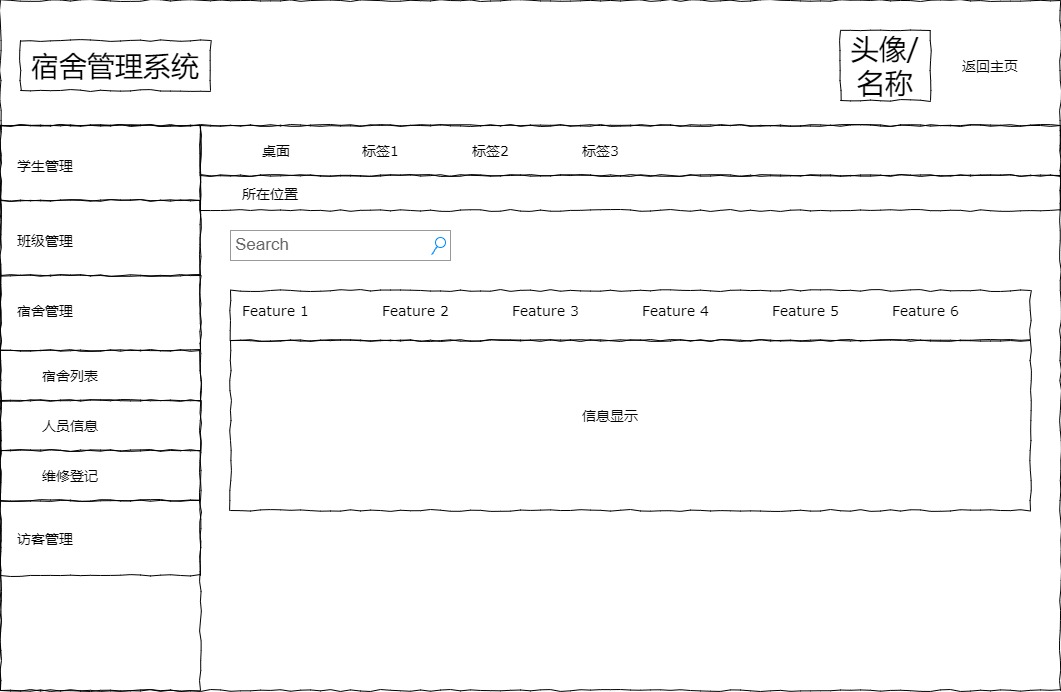 宿舍管理系统
头像/
名称
返回主页
学生管理
班级管理
宿舍管理
宿舍列表
人员信息
维修登记
访客管理
桌面 标签1 标签2 标签3
所在位置
Search
Feature 1 Feature 2 Feature 3 Feature 4 Feature 5 Feature 6
信息显示